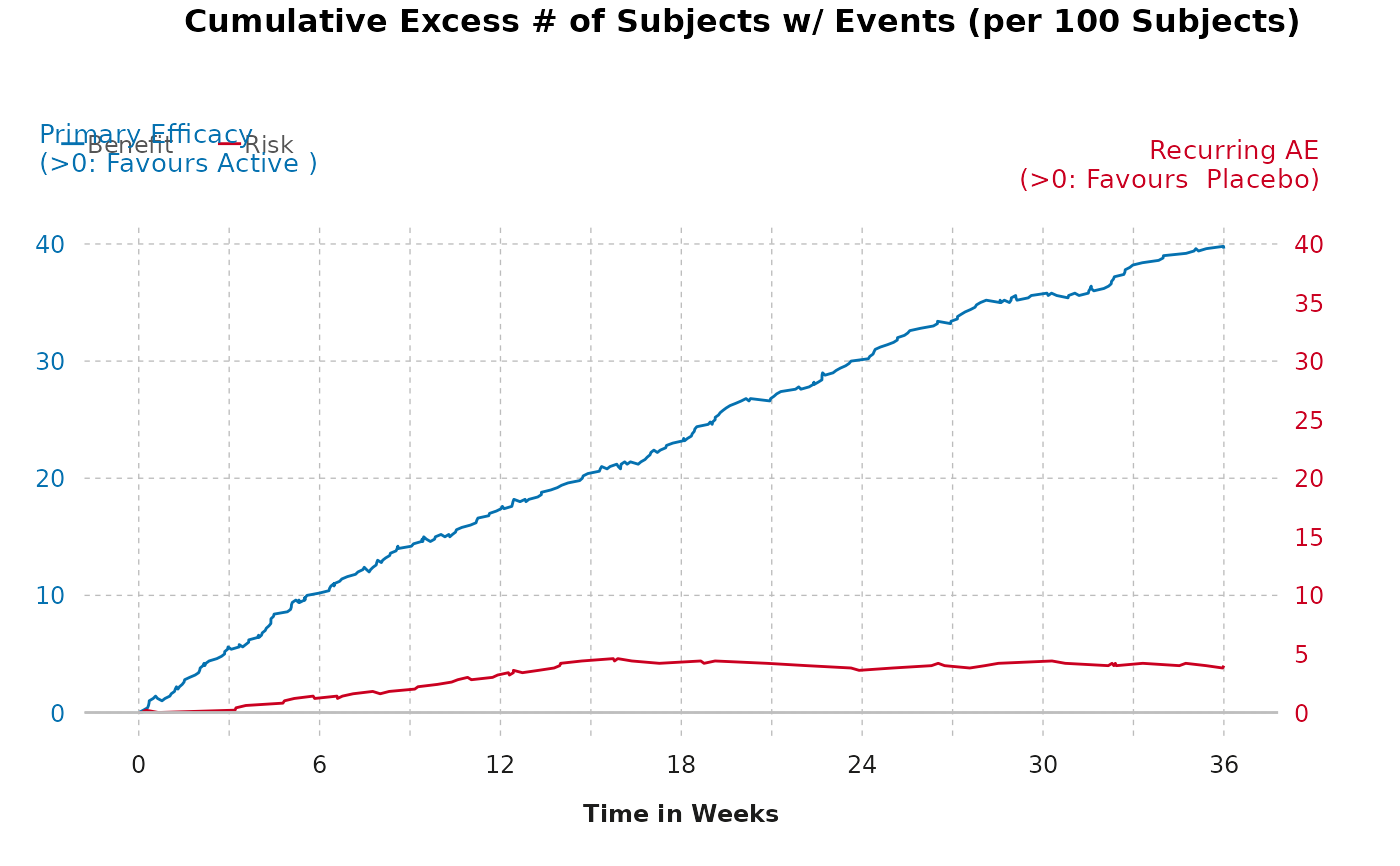 Cumulative Excess # of Subjects w/ Events (per 100 Subjects)
Primary Efficacy
(>0: Favours Active )
Benefit Risk
Recurring AE
(>0: Favours  Placebo)
40
30
20
10
0
40
35
30
25
20
15
10
5
0
0 6 12 18 24 30 36
Time in Weeks